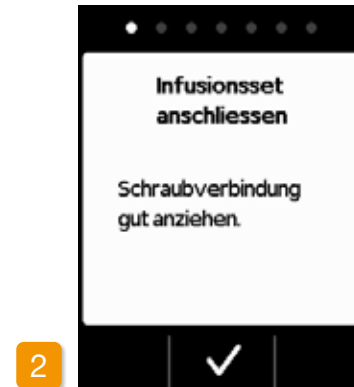 Infusionsset
anschliessen
Schraubverbindung
gut anziehen.
2